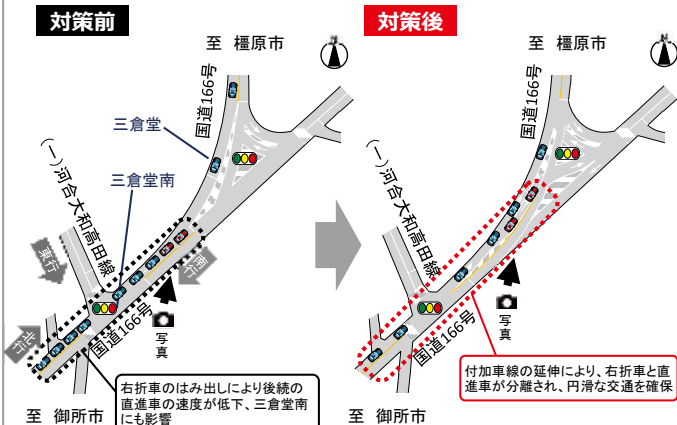 対策前
至 橿原市
N
国道166号
三倉堂
三倉堂南
(一)河合大和高田線
東行
南行
北行
国道166号
写真
右折車のはみ出しにより後続の
直進車の速度が低下、三倉堂南
にも影響
至 御所市
対策後
至 橿原市
N
国道166号
(一)河合大和高田線
国道166号
写真
付加車線の延伸により、右折車と直
進車が分離され、円滑な交通を確保
至 御所市